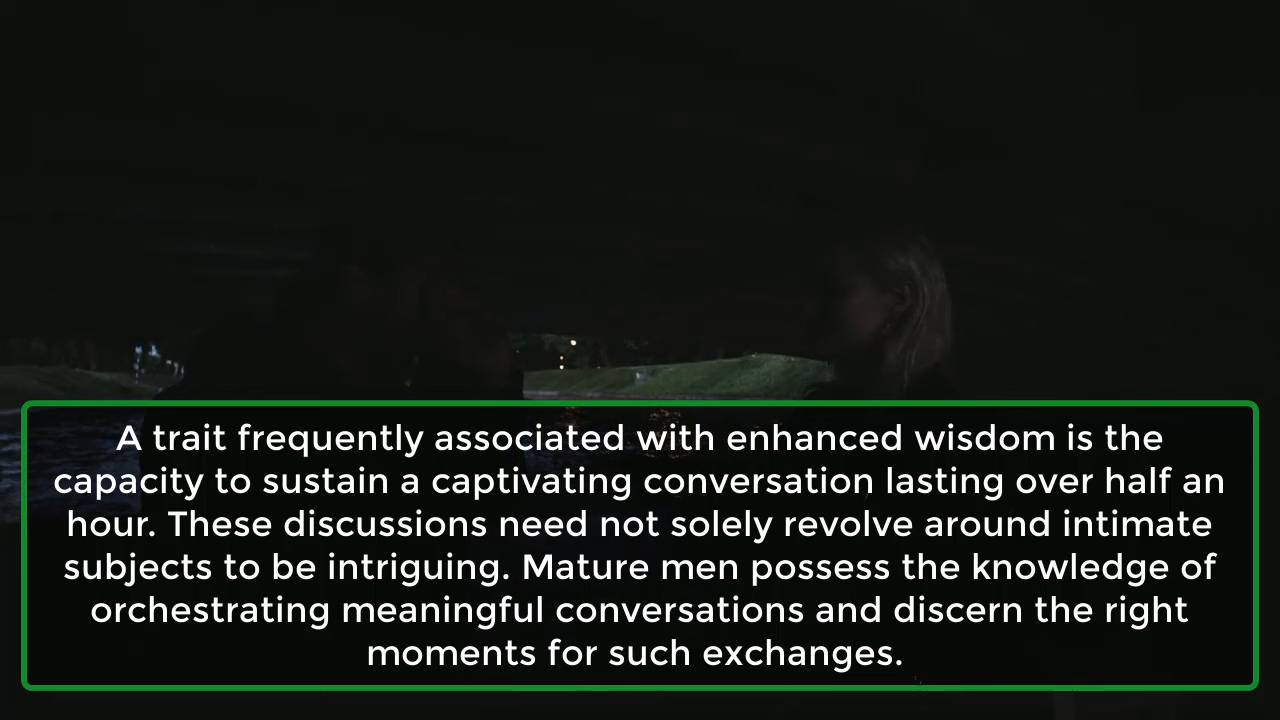 A trait frequently associated with enhanced wisdom is the
capacity to sustain a captivating conversation lasting over half an
hour. These discussions need not solely revolve around intimate
subjects to be intriguing. Mature men possess the knowledge of
orchestrating meaningful conversations and discern the right
moments for such exchanges.